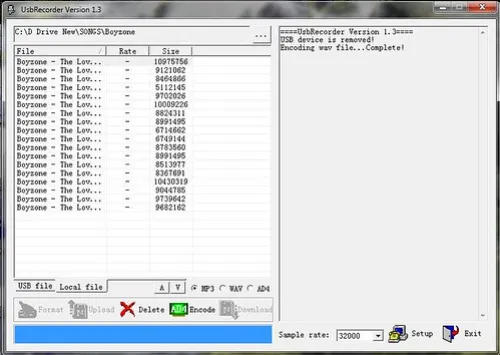 UsbRecorder Version 1.3
C:\D Drive New\SONGS\Boyzone
...
File / Rate Size
Boyzone - The Lov... - 10975756
Boyzone - The Lov... - 9121062
Boyzone - The Lov... - 8464866
Boyzone - The Lov... - 5112145
Boyzone - The Lov... - 9702026
Boyzone - The Lov... - 10089226
Boyzone - The Lov... - 8824311
Boyzone - The Lov... - 8991495
Boyzone - The Lov... - 6714662
Boyzone - The Lov... - 6749144
Boyzone - The Lov... - 8783560
Boyzone - The Lov... - 8991495
Boyzone - The Lov... - 8513977
Boyzone - The Lov... - 8367691
Boyzone - The Lov... - 10430319
Boyzone - The Lov... - 9044785
Boyzone - The Lov... - 9739642
Boyzone - The Lov... - 9682162
USB file Local file A V MP3 WAV AD4
Format Upload Delete AD4 Encode Download
====UsbRecorder Version 1.3====
USB device is removed!
Encoding wav file...Complete!
Sample rate: 32000 Setup Exit